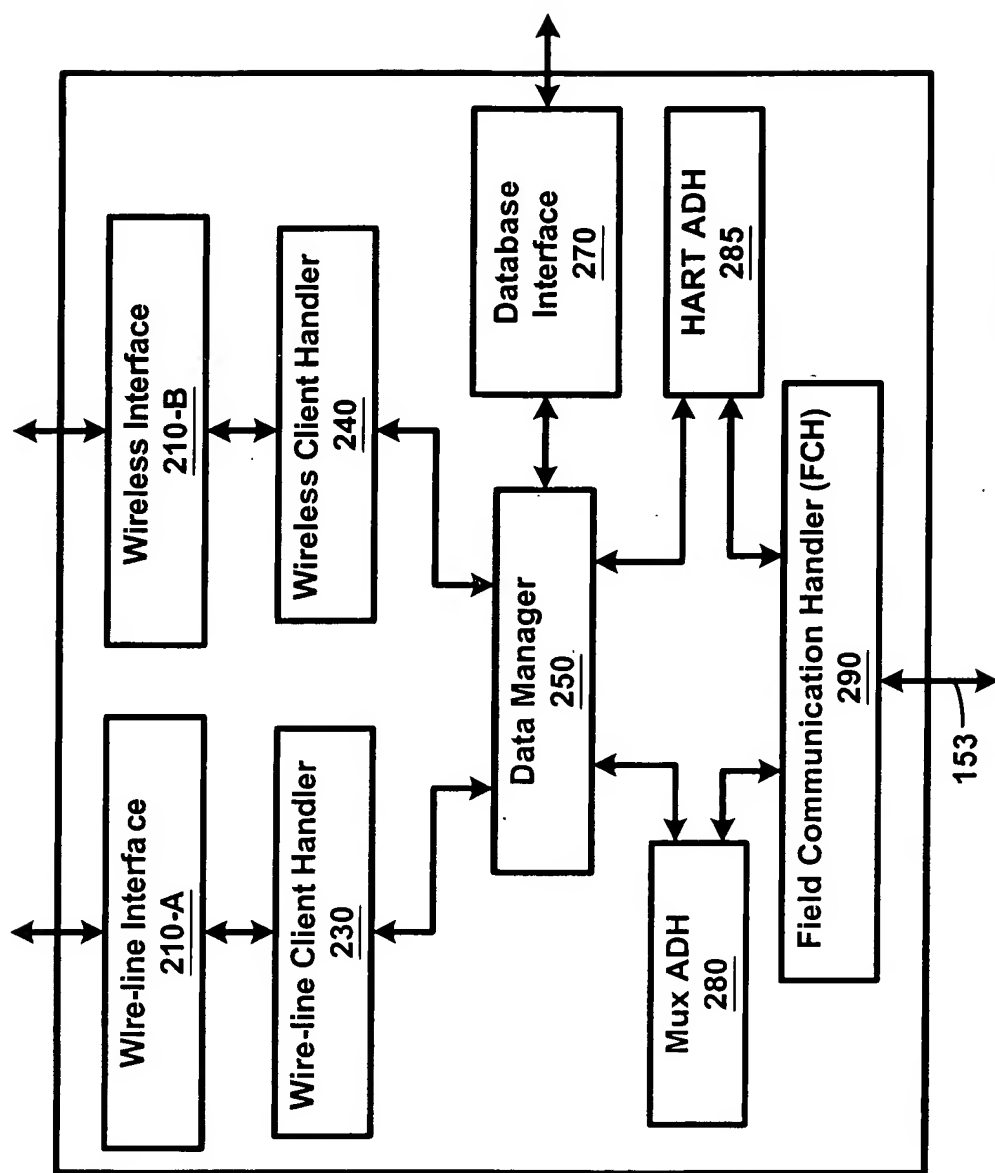 Wire-line Interface
210-A
Wireless Interface
210-B
Wire-line Client Handler
230
Wireless Client Handler
240
Data Manager
250
Database
Interface
270
Mux ADH
280
HART ADH
285
Field Communication Handler (FCH)
290
153